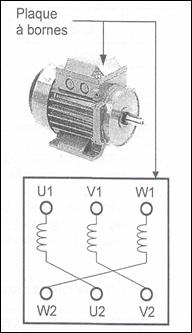 Plaque
à bornes
U1 V1 W1
W2 U2 V2